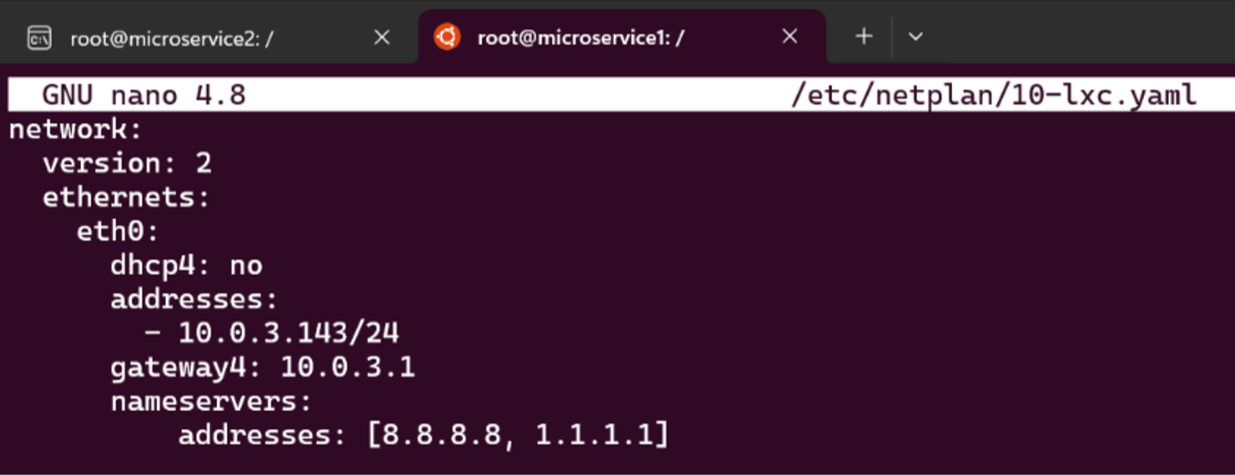 root@microservice2: /
root@microservice1: /
GNU nano 4.8 /etc/netplan/10-lxc.yaml
network:
  version: 2
  ethernets:
    eth0:
      dhcp4: no
      addresses:
        - 10.0.3.143/24
      gateway4: 10.0.3.1
      nameservers:
          addresses: [8.8.8.8, 1.1.1.1]